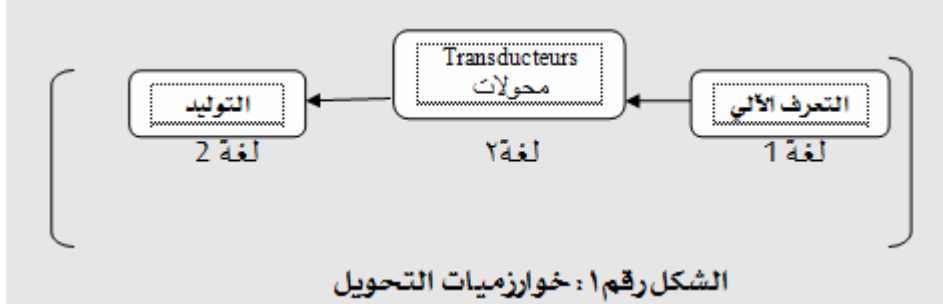 Transducteurs
محولات
التعرف الآلي
التوليد
لغة 1
لغة٢
لغة 2
الشكل رقم١: خوارزميات التحويل